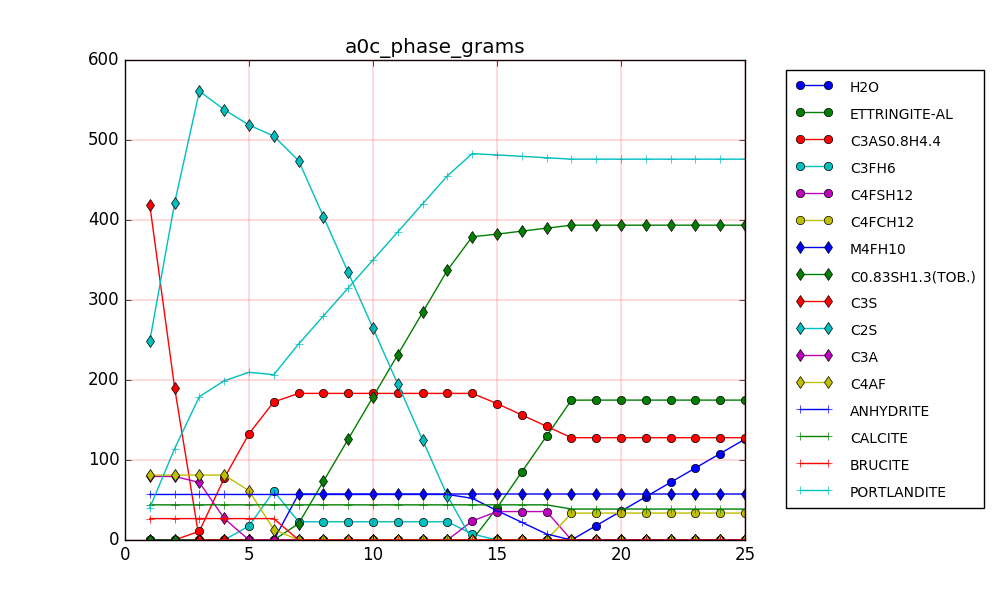 a0c_phase_grams
600
500
400
300
200
100
0
0 5 10 15 20 25
H2O
ETTRINGITE-AL
C3AS0.8H4.4
C3FH6
C4FSH12
C4FCH12
M4FH10
C0.83SH1.3(TOB.)
C3S
C2S
C3A
C4AF
ANHYDRITE
CALCITE
BRUCITE
PORTLANDITE